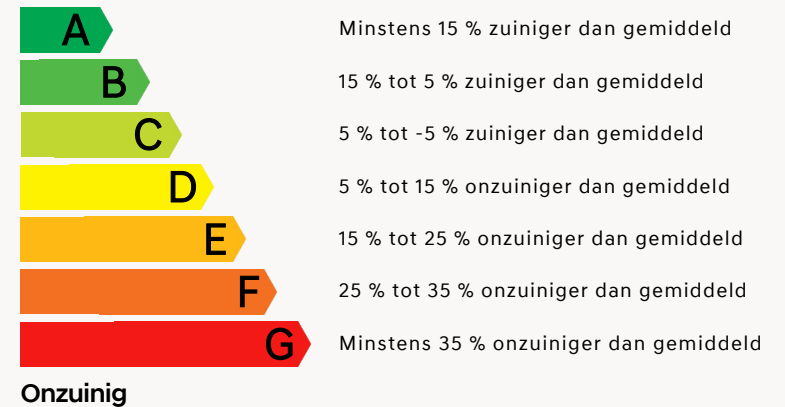 A Minstens 15 % zuiniger dan gemiddeld
B 15 % tot 5 % zuiniger dan gemiddeld
C 5 % tot -5 % zuiniger dan gemiddeld
D 5 % tot 15 % onzuiniger dan gemiddeld
E 15 % tot 25 % onzuiniger dan gemiddeld
F 25 % tot 35 % onzuiniger dan gemiddeld
G Minstens 35 % onzuiniger dan gemiddeld
Onzuinig